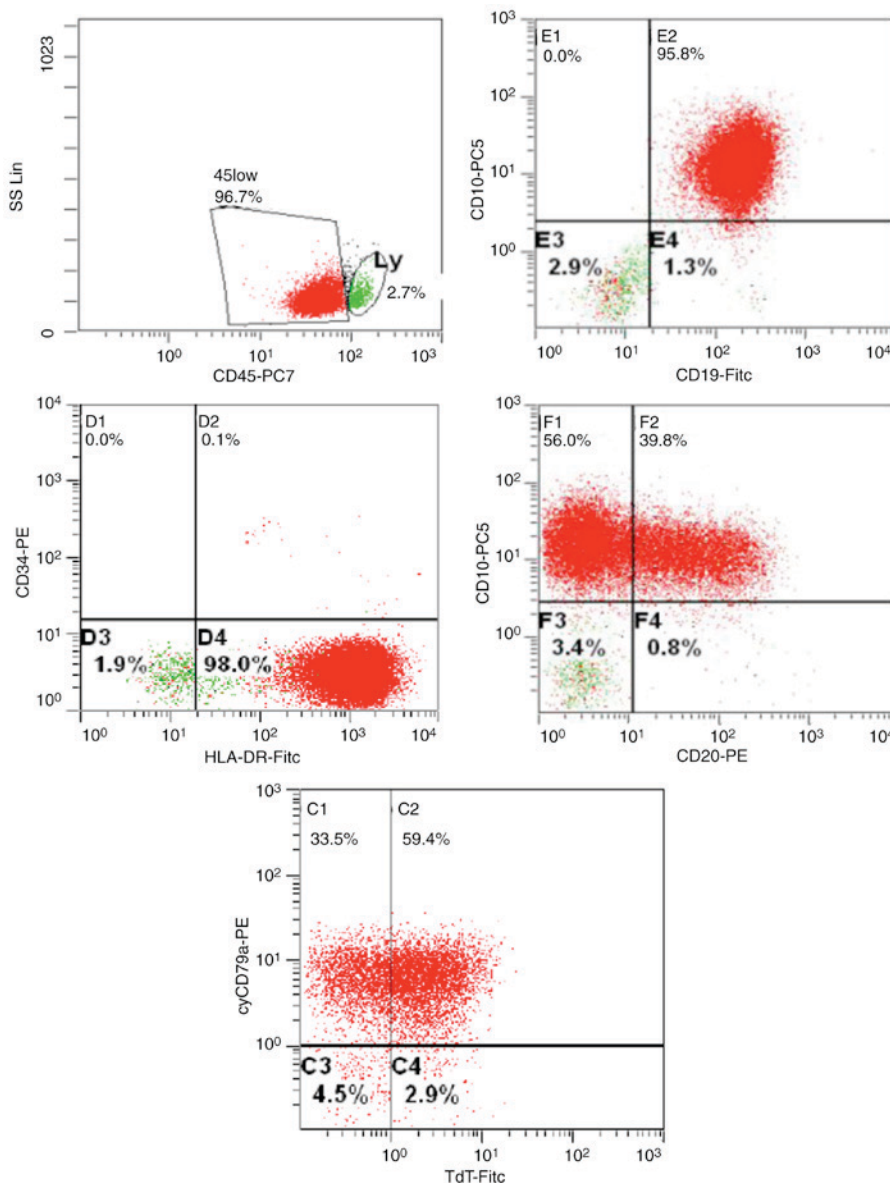 1023
SS Lin
0
45low
96.7%
Ly
2.7%
10⁰ 10¹ 10² 10³
CD45-PC7
10³
10²
10¹
10⁰
CD10-PC5
E1
0.0%
E2
95.8%
E3
2.9%
E4
1.3%
10⁰ 10¹ 10² 10³ 10⁴
CD19-Fitc
10⁴
10³
10²
10¹
10⁰
CD34-PE
D1
0.0%
D2
0.1%
D3
1.9%
D4
98.0%
10⁰ 10¹ 10² 10³ 10⁴
HLA-DR-Fitc
10³
10²
10¹
10⁰
CD10-PC5
F1
56.0%
F2
39.8%
F3
3.4%
F4
0.8%
10⁰ 10¹ 10² 10³ 10⁴
CD20-PE
10³
10²
10¹
10⁰
cyCD79a-PE
C1
33.5%
C2
59.4%
C3
4.5%
C4
2.9%
10⁰ 10¹ 10² 10³
TdT-Fitc